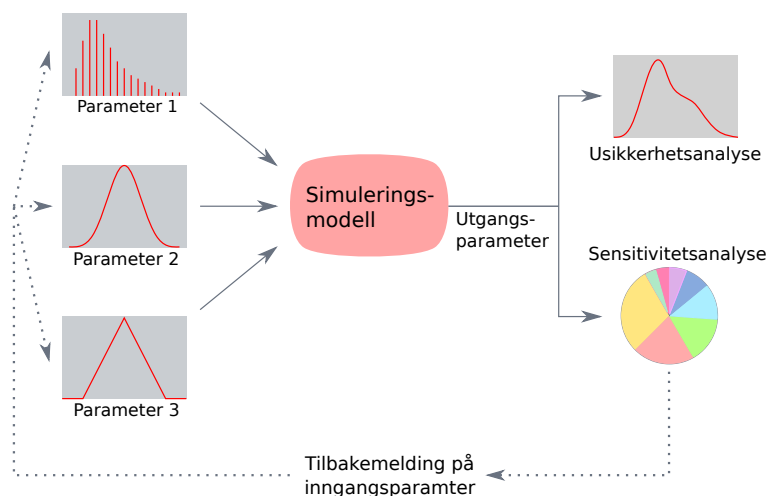 Parameter 1
Parameter 2
Parameter 3
Simulerings-
modell
Utgangs-
parameter
Usikkerhetsanalyse
Sensitivitetsanalyse
Tilbakemelding på
inngangsparamter